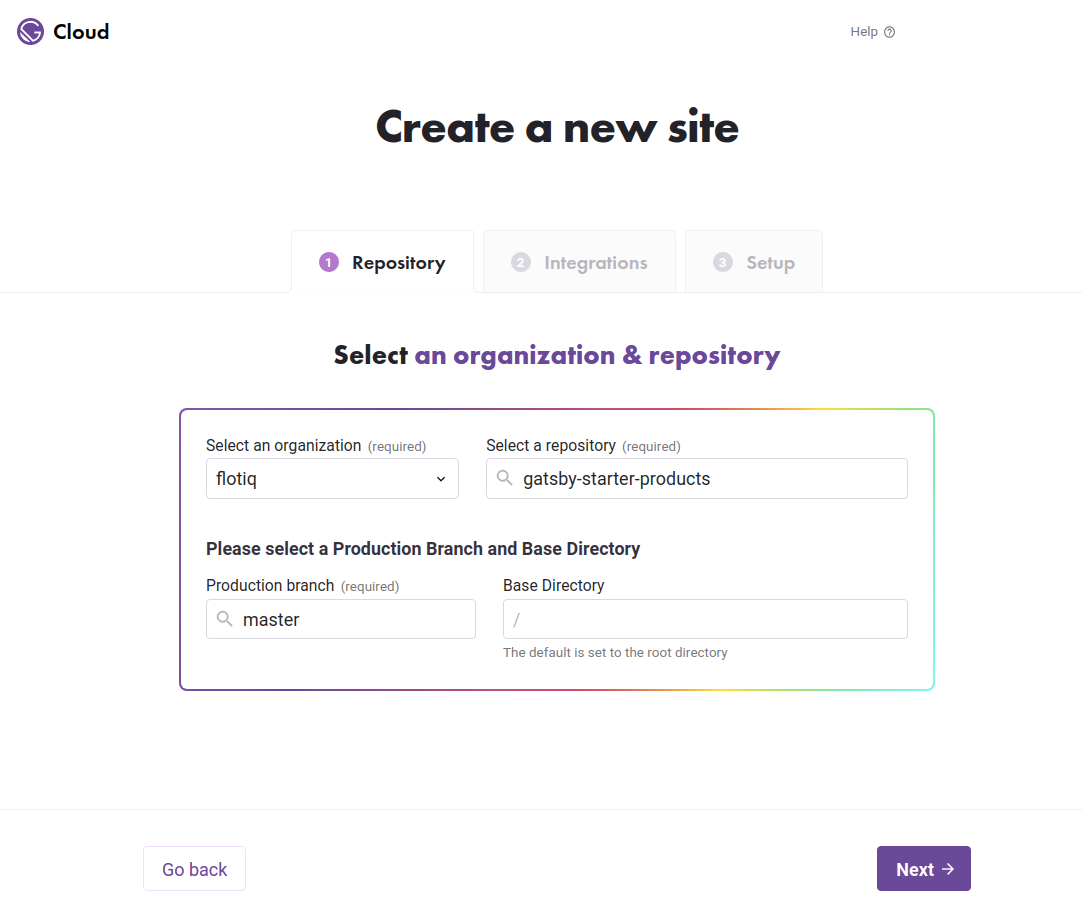 Cloud
Help
Create a new site
1 Repository
2 Integrations
3 Setup
Select an organization & repository
Select an organization (required)
Select a repository (required)
flotiq
gatsby-starter-products
Please select a Production Branch and Base Directory
Production branch (required)
Base Directory
master
/
The default is set to the root directory
Go back
Next →